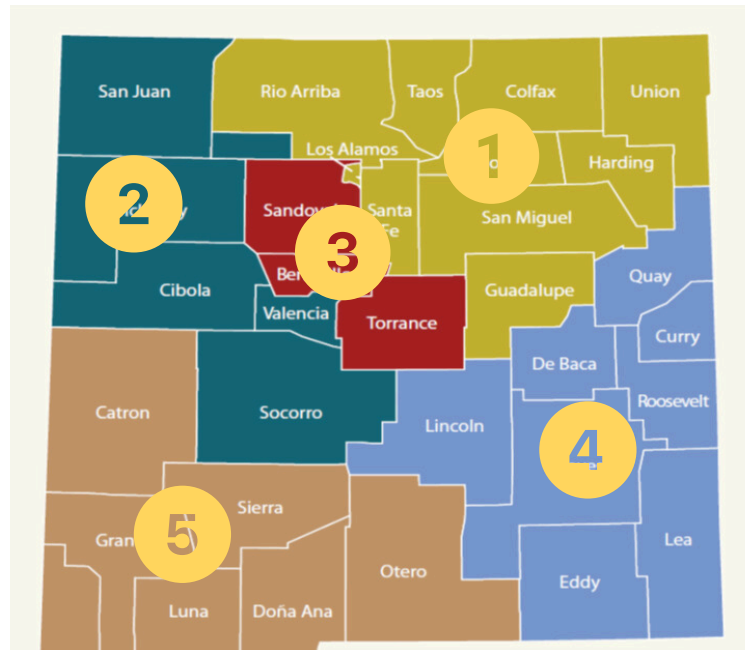 San Juan
Rio Arriba
Taos
Colfax
Union
Los Alamos
1
Harding
2
Sandov
Santa
Fe
San Miguel
3
Quay
Cibola
Guadalupe
Valencia
Torrance
Curry
De Baca
Catron
Socorro
Lincoln
Roosevelt
4
Sierra
5
Gran
Otero
Lea
Eddy
Luna
Doña Ana